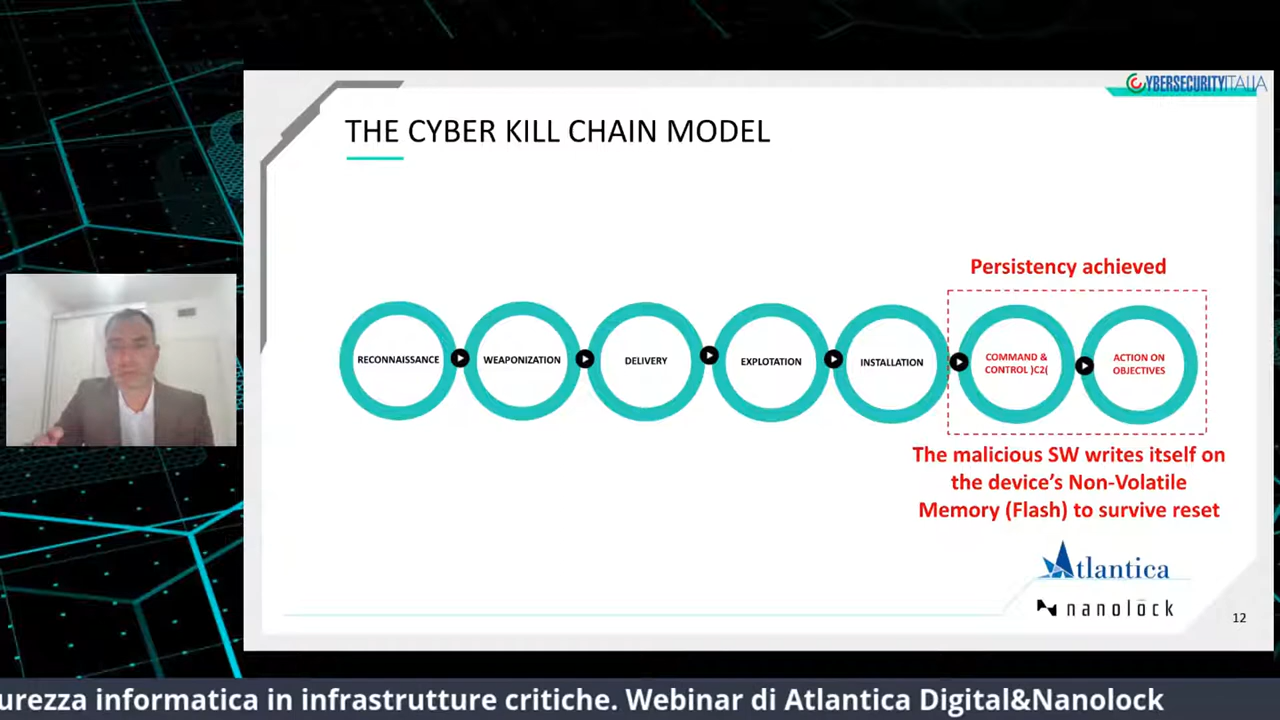 CYBERSECURITYITALIA
THE CYBER KILL CHAIN MODEL
Persistency achieved
RECONNAISSANCE
WEAPONIZATION
DELIVERY
EXPLOTATION
INSTALLATION
COMMAND &
CONTROL )C2(
ACTION ON
OBJECTIVES
The malicious SW writes itself on
the device’s Non-Volatile
Memory (Flash) to survive reset
Atlantica
nanolock
12
urezza informatica in infrastrutture critiche. Webinar di Atlantica Digital&Nanolock